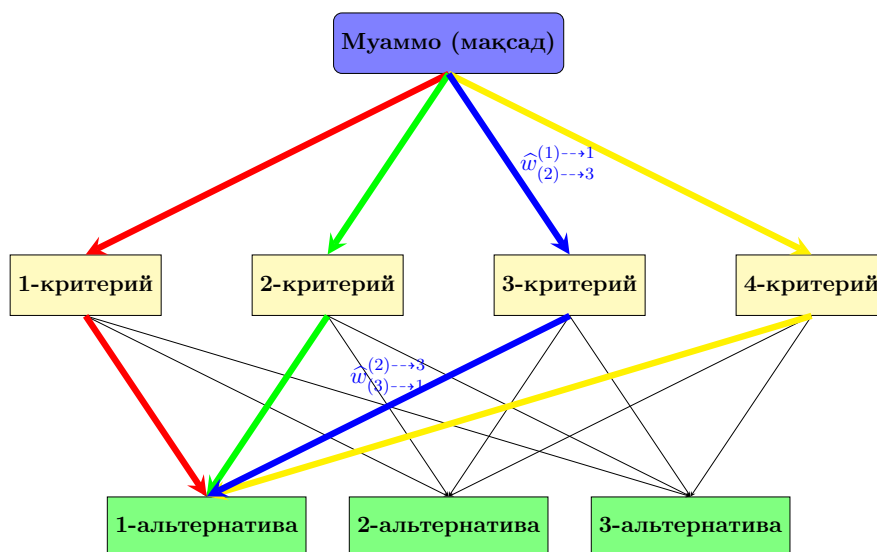 Муаммо (мақсад)
ŵ^{(1)⇢1}_{(2)⇢3}
1-критерий 2-критерий 3-критерий 4-критерий
ŵ^{(2)⇢3}_{(3)⇢1}
1-альтернатива 2-альтернатива 3-альтернатива